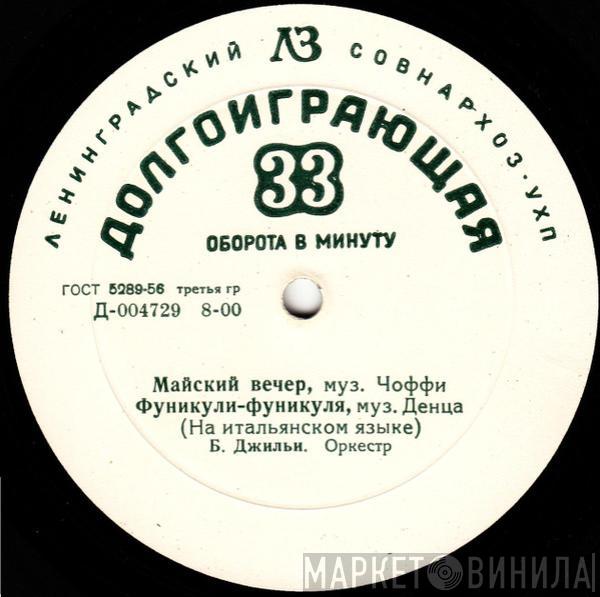 ЛЕНИНГРАДСКИЙ ЛЗ СОВНАРХОЗ·УХП
ДОЛГОИГРАЮЩАЯ
33
ОБОРОТА В МИНУТУ
ГОСТ 5289-56 третья гр
Д-004729 8-00
Майский вечер, муз. Чоффи
Фуникули-фуникуля, муз. Денца
(На итальянском языке)
Б. Джильи. Оркестр
МАРКЕТ ВИНИЛА